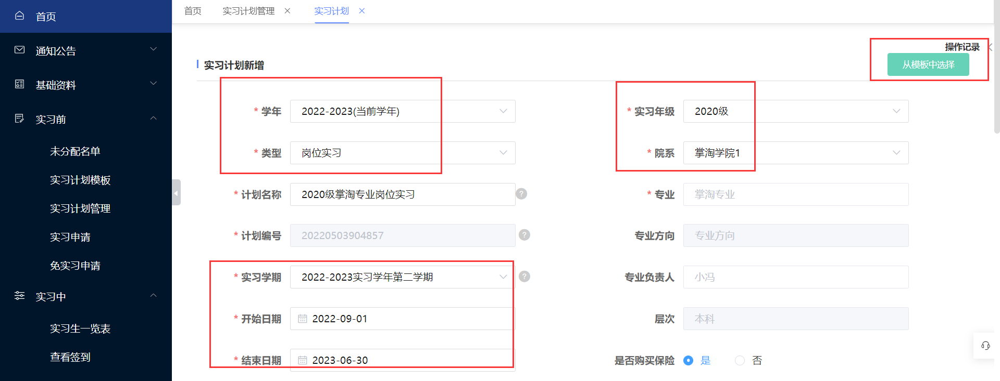 首页
通知公告
基础资料
实习前
未分配名单
实习计划模板
实习计划管理
实习申请
免实习申请
实习中
实习生一览表
查看签到
首页 实习计划管理 × 实习计划 ×
操作记录
实习计划新增
从模板中选择
* 学年 2022-2023(当前学年)
* 实习年级 2020级
* 类型 岗位实习
* 院系 掌淘学院1
* 计划名称 2020级掌淘专业岗位实习 ?
* 专业 掌淘专业
* 计划编号 20220503904857 ?
专业方向 专业方向
* 实习学期 2022-2023实习学年第二学期 ?
专业负责人 小冯
* 开始日期 2022-09-01
层次 本科
* 结束日期 2023-06-30
是否购买保险 是 否